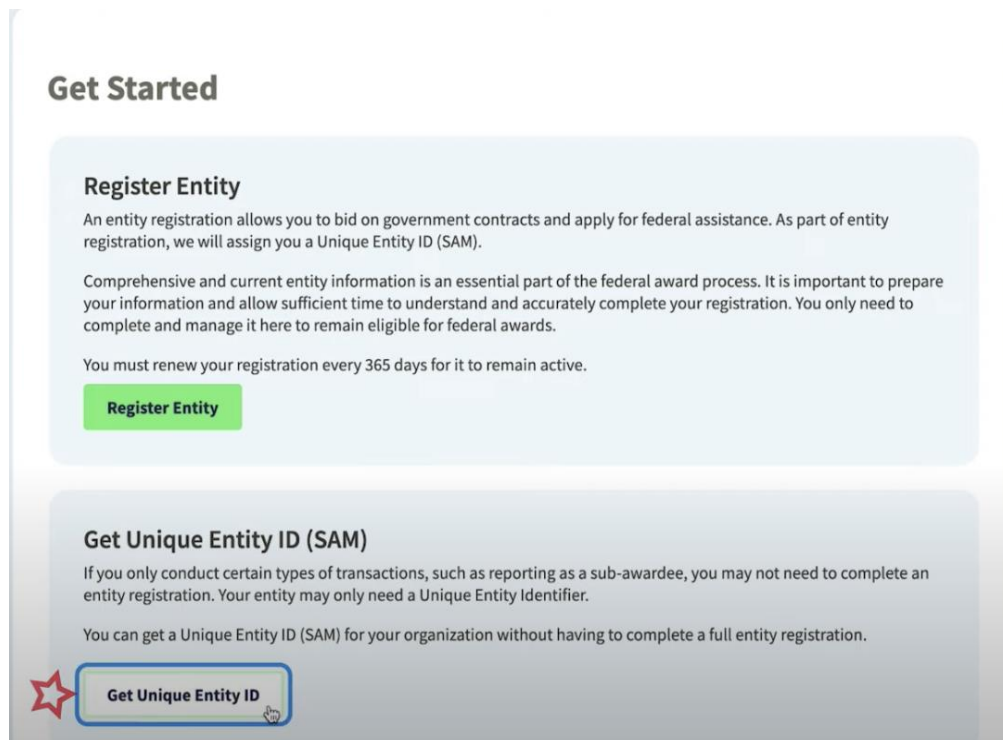 Get Started
Register Entity
An entity registration allows you to bid on government contracts and apply for federal assistance. As part of entity
registration, we will assign you a Unique Entity ID (SAM).
Comprehensive and current entity information is an essential part of the federal award process. It is important to prepare
your information and allow sufficient time to understand and accurately complete your registration. You only need to
complete and manage it here to remain eligible for federal awards.
You must renew your registration every 365 days for it to remain active.
Register Entity
Get Unique Entity ID (SAM)
If you only conduct certain types of transactions, such as reporting as a sub-awardee, you may not need to complete an
entity registration. Your entity may only need a Unique Entity Identifier.
You can get a Unique Entity ID (SAM) for your organization without having to complete a full entity registration.
Get Unique Entity ID